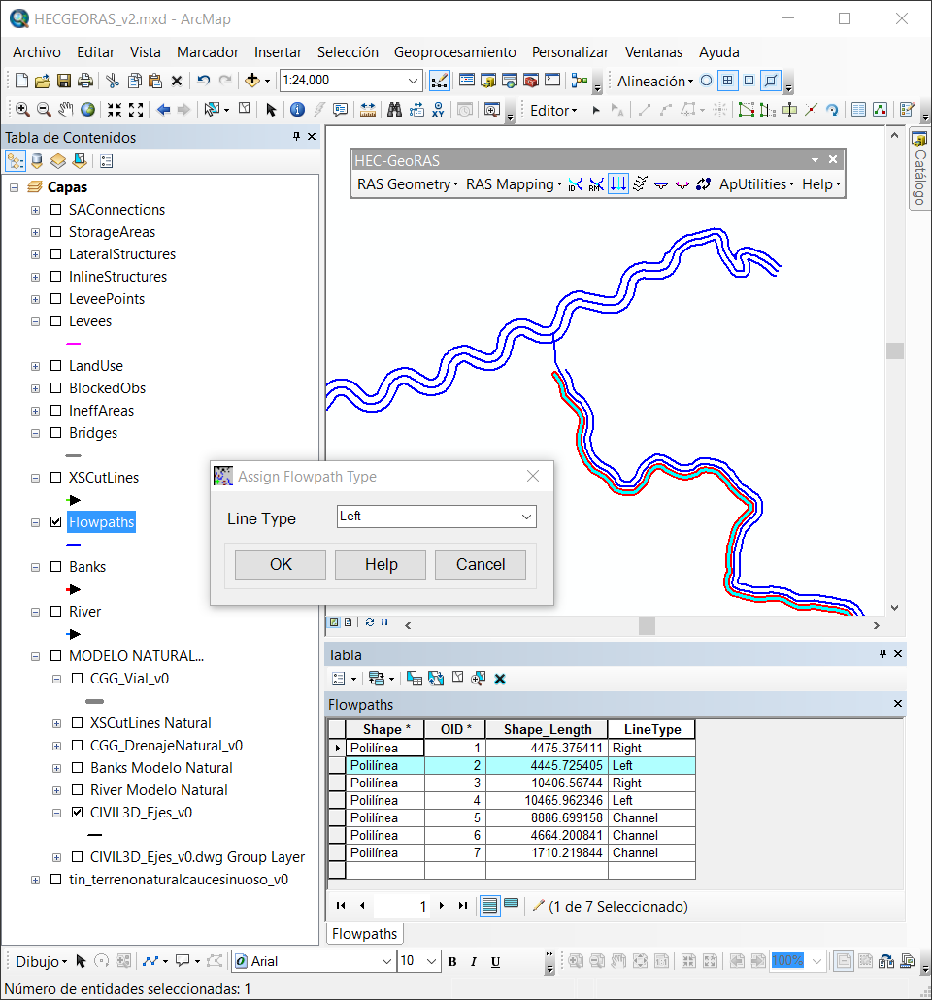 HECGEORAS_v2.mxd - ArcMap
Archivo Editar Vista Marcador Insertar Selección Geoprocesamiento Personalizar Ventanas Ayuda
1:24,000 Alineación
Editor
Tabla de Contenidos
Capas
SAConnections
StorageAreas
LateralStructures
InlineStructures
LeveePoints
Levees
LandUse
BlockedObs
IneffAreas
Bridges
XSCutLines
Flowpaths
Banks
River
MODELO NATURAL...
CGG_Vial_v0
XSCutLines Natural
CGG_DrenajeNatural_v0
Banks Modelo Natural
River Modelo Natural
CIVIL3D_Ejes_v0
CIVIL3D_Ejes_v0.dwg Group Layer
tin_terrenonaturalcaucesinuoso_v0
HEC-GeoRAS
RAS Geometry RAS Mapping ID RMK ApUtilities Help
Catálogo
Assign Flowpath Type
Line Type Left
OK Help Cancel
Tabla
Flowpaths
Shape * OID * Shape_Length LineType
Polilínea 1 4475.375411 Right
Polilínea 2 4445.725405 Left
Polilínea 3 10406.56744 Right
Polilínea 4 10465.962346 Left
Polilínea 5 8886.699158 Channel
Polilínea 6 4664.200841 Channel
Polilínea 7 1710.219844 Channel
1 (1 de 7 Seleccionado)
Flowpaths
Dibujo Arial 10 B I U 100%
Número de entidades seleccionadas: 1